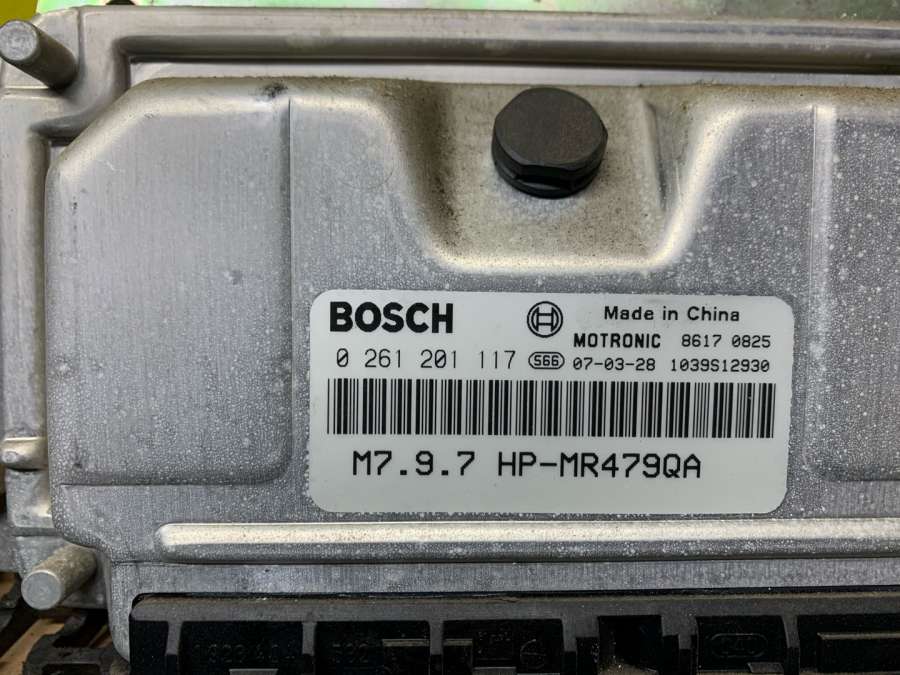 BOSCH
Made in China
MOTRONIC 8617 0825
0 261 201 117 S66 07-03-28 1039S12930
M7.9.7 HP-MR479QA